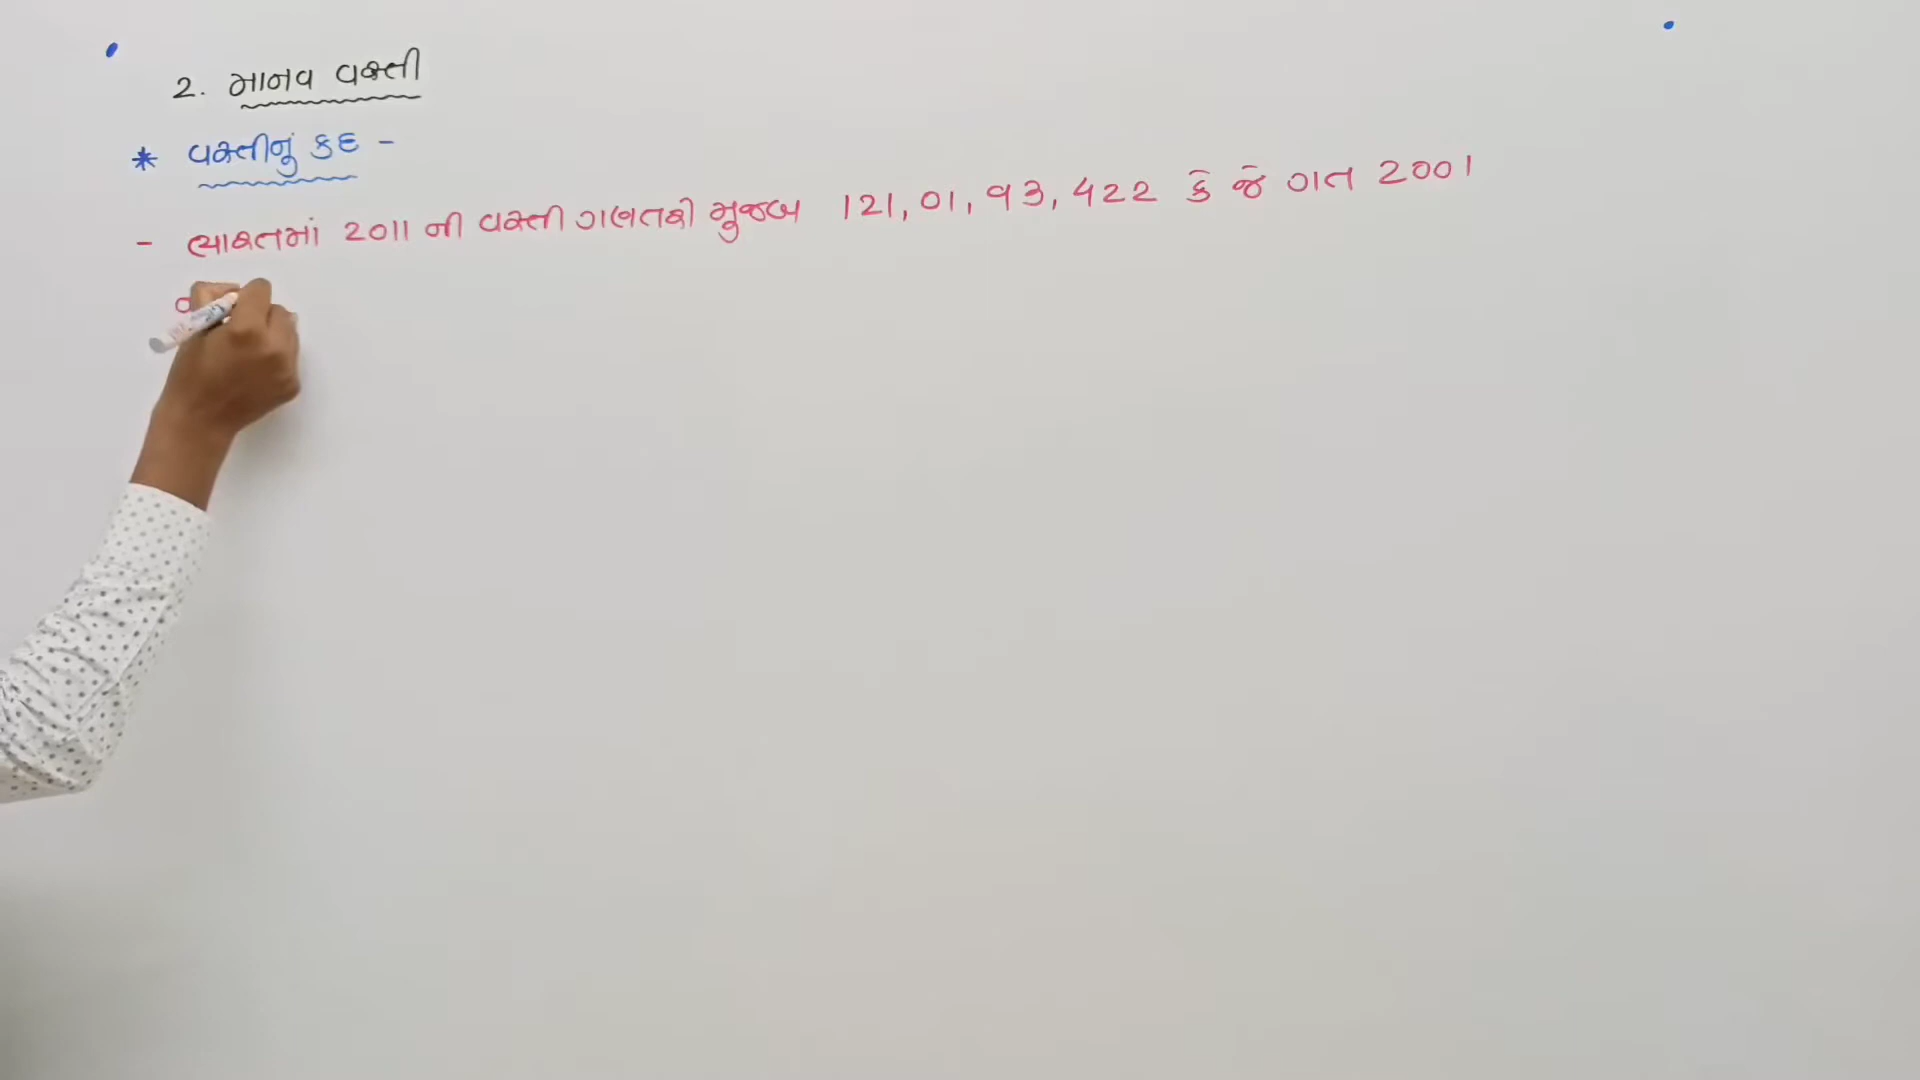 2. માનવ વસ્તી
* વસ્તીનું કદ -
- ભારતમાં 2011 ની વસ્તી ગણતરી મુજબ 121,01,93,422 કે જે ગત 2001